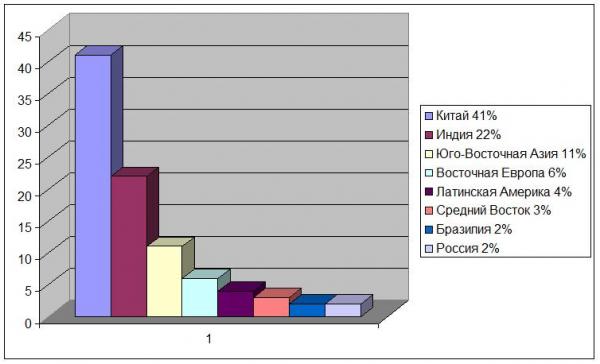 45
40
35
30
25
20
15
10
5
0
1
Китай 41%
Индия 22%
Юго-Восточная Азия 11%
Восточная Европа 6%
Латинская Америка 4%
Средний Восток 3%
Бразипия 2%
Россия 2%